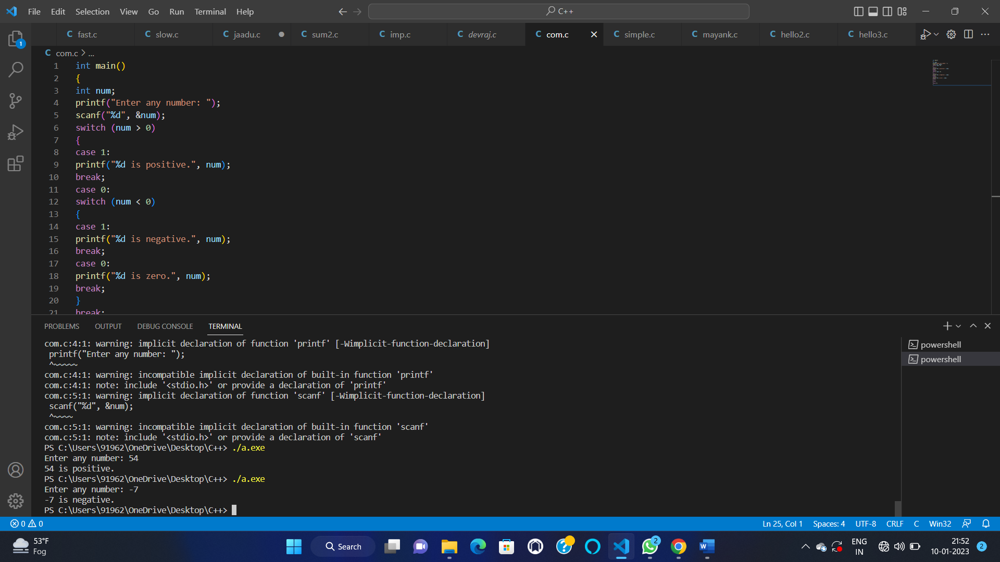 File Edit Selection View Go Run Terminal Help
C++
C fast.c C slow.c C jaadu.c C sum2.c C imp.c C devraj.c C com.c C simple.c C mayank.c C hello2.c C hello3.c
1
C com.c > ...
1 int main()
2 {
3 int num;
4 printf("Enter any number: ");
5 scanf("%d", &num);
6 switch (num > 0)
7 {
8 case 1:
9 printf("%d is positive.", num);
10 break;
11 case 0:
12 switch (num < 0)
13 {
14 case 1:
15 printf("%d is negative.", num);
16 break;
17 case 0:
18 printf("%d is zero.", num);
19 break;
20 }
21 break;
PROBLEMS OUTPUT DEBUG CONSOLE TERMINAL
com.c:4:1: warning: implicit declaration of function 'printf' [-Wimplicit-function-declaration]
printf("Enter any number: ");
^~~~~~
com.c:4:1: warning: incompatible implicit declaration of built-in function 'printf'
com.c:4:1: note: include '<stdio.h>' or provide a declaration of 'printf'
com.c:5:1: warning: implicit declaration of function 'scanf' [-Wimplicit-function-declaration]
scanf("%d", &num);
^~~~~
com.c:5:1: warning: incompatible implicit declaration of built-in function 'scanf'
com.c:5:1: note: include '<stdio.h>' or provide a declaration of 'scanf'
PS C:\Users\91962\OneDrive\Desktop\C++> ./a.exe
Enter any number: 54
54 is positive.
PS C:\Users\91962\OneDrive\Desktop\C++> ./a.exe
Enter any number: -7
-7 is negative.
PS C:\Users\91962\OneDrive\Desktop\C++>
powershell
powershell
0 0 Ln 25, Col 1 Spaces: 4 UTF-8 CRLF C Win32
53°F
Fog
Search
2
ENG
IN
21:52
10-01-2023
2